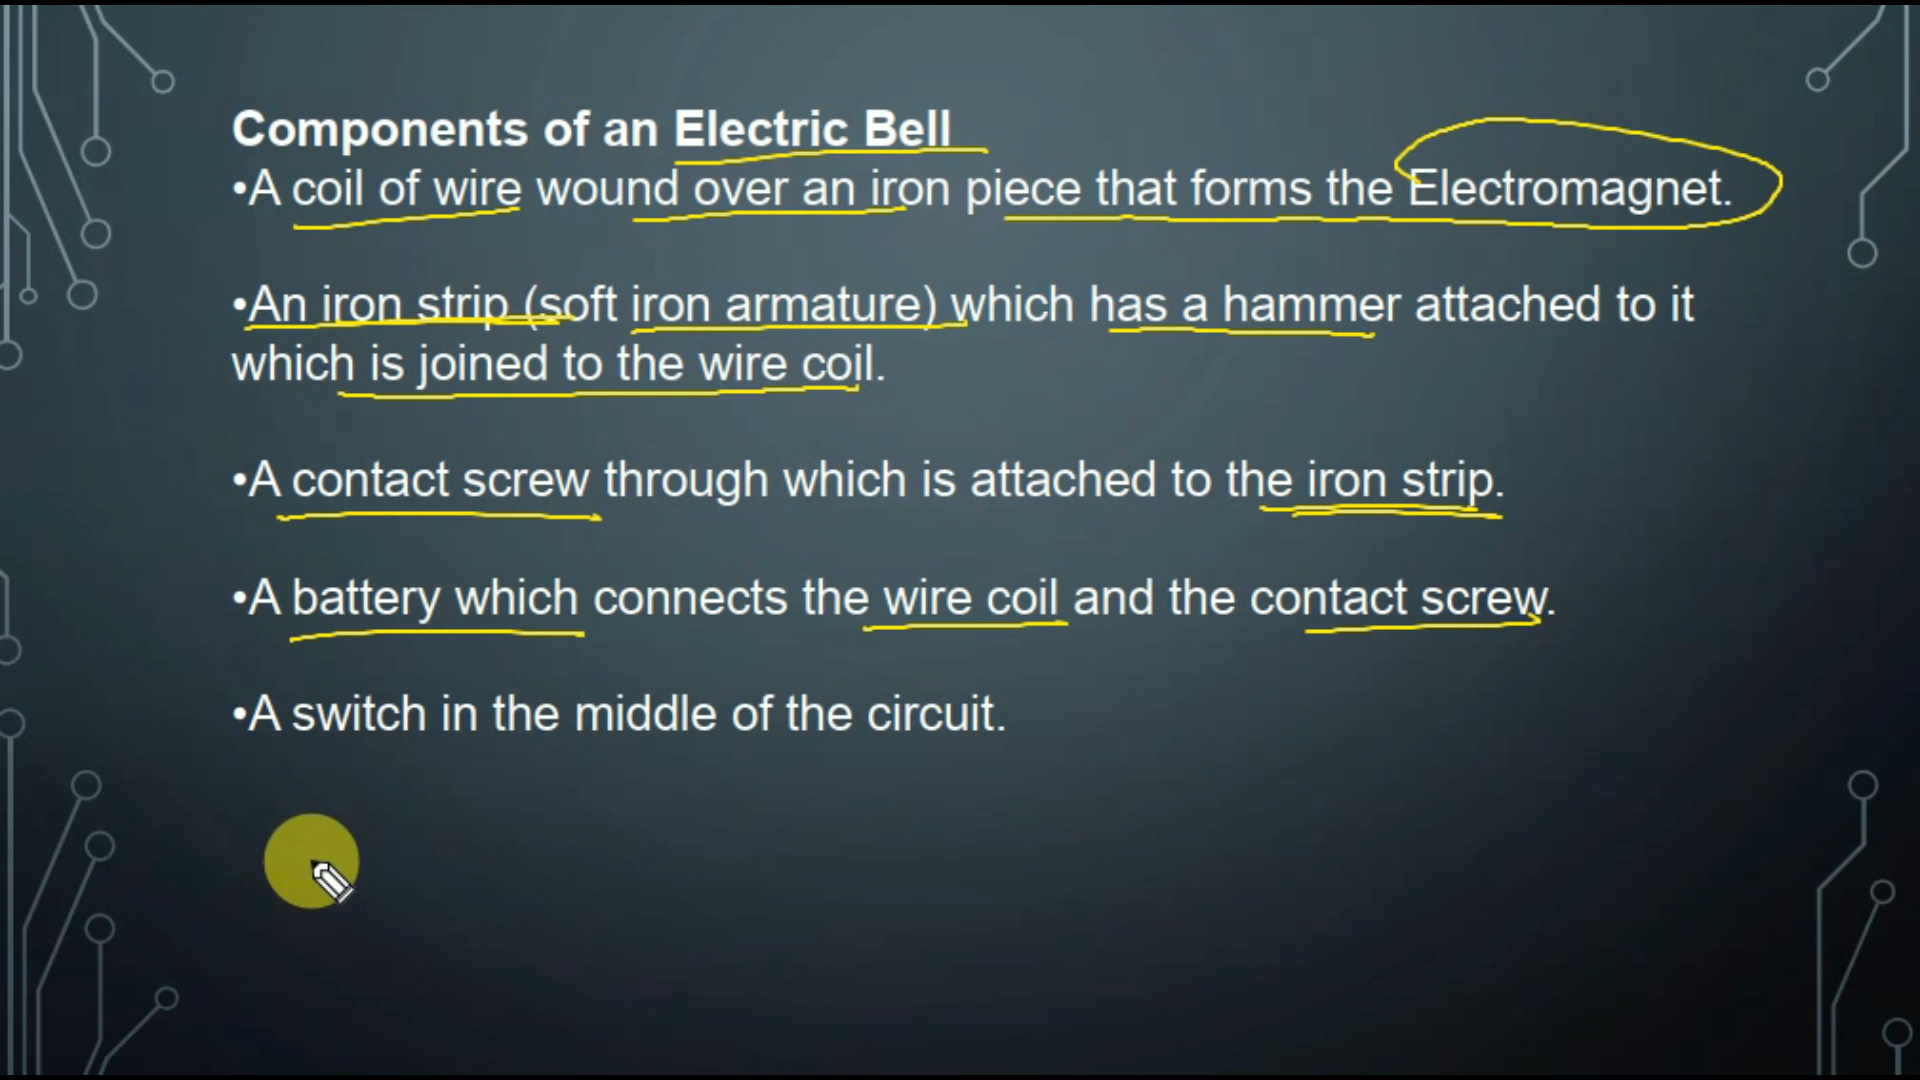 Components of an Electric Bell
•A coil of wire wound over an iron piece that forms the Electromagnet.
•An iron strip (soft iron armature) which has a hammer attached to it
which is joined to the wire coil.
•A contact screw through which is attached to the iron strip.
•A battery which connects the wire coil and the contact screw.
•A switch in the middle of the circuit.